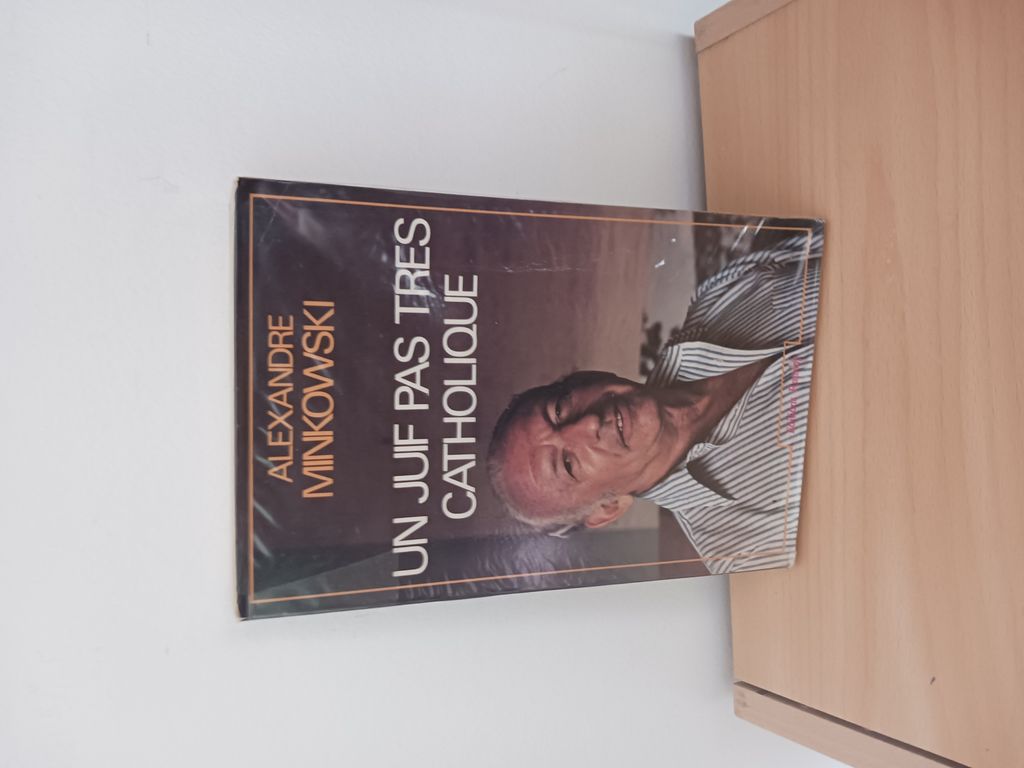 ALEXANDRE
MINKOWSKI
UN JUIF PAS TRES
CATHOLIQUE